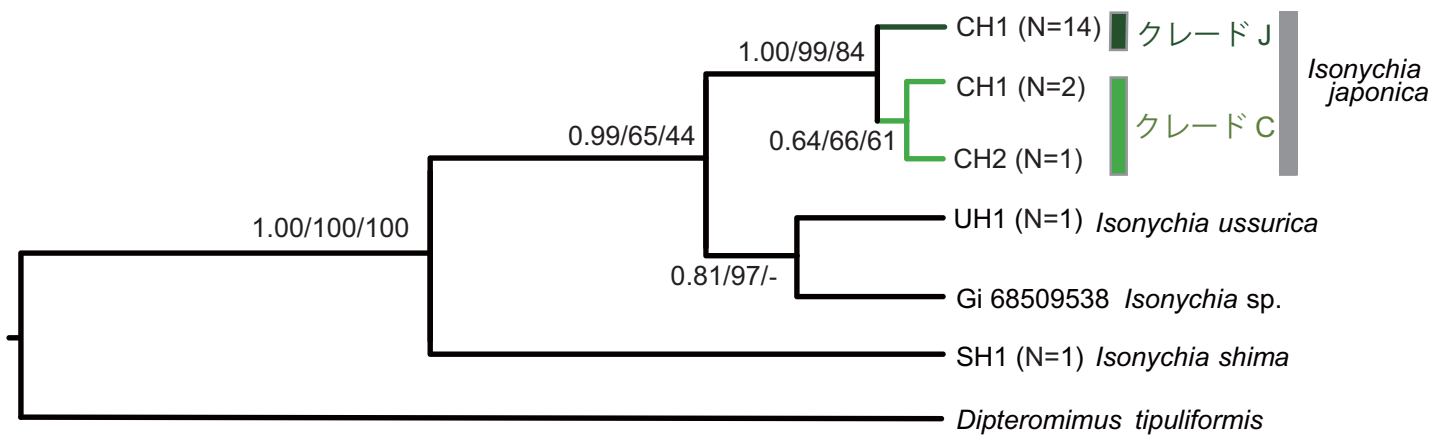 CH1 (N=14) クレード J
1.00/99/84
Isonychia
japonica
CH1 (N=2)
クレード C
0.99/65/44
0.64/66/61
CH2 (N=1)
UH1 (N=1) Isonychia ussurica
1.00/100/100
0.81/97/-
Gi 68509538 Isonychia sp.
SH1 (N=1) Isonychia shima
Dipteromimus tipuliformis